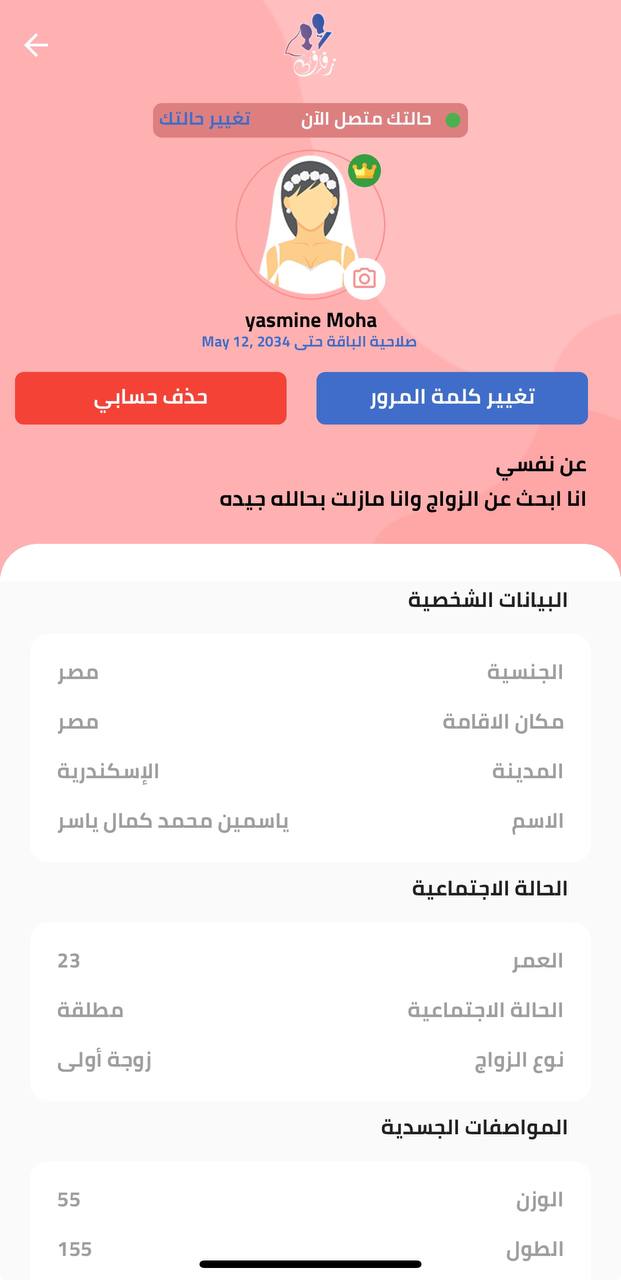 زفاف
حالتك متصل الآن تغيير حالتك
yasmine Moha
صلاحية الباقة حتى May 12, 2034
تغيير كلمة المرور حذف حسابي
عن نفسي
انا ابحث عن الزواج وانا مازلت بحالله جيده
البيانات الشخصية
الجنسية مصر
مكان الاقامة مصر
المدينة الإسكندرية
الاسم ياسمين محمد كمال ياسر
الحالة الاجتماعية
العمر 23
الحالة الاجتماعية مطلقة
نوع الزواج زوجة أولى
المواصفات الجسدية
الوزن 55
الطول 155